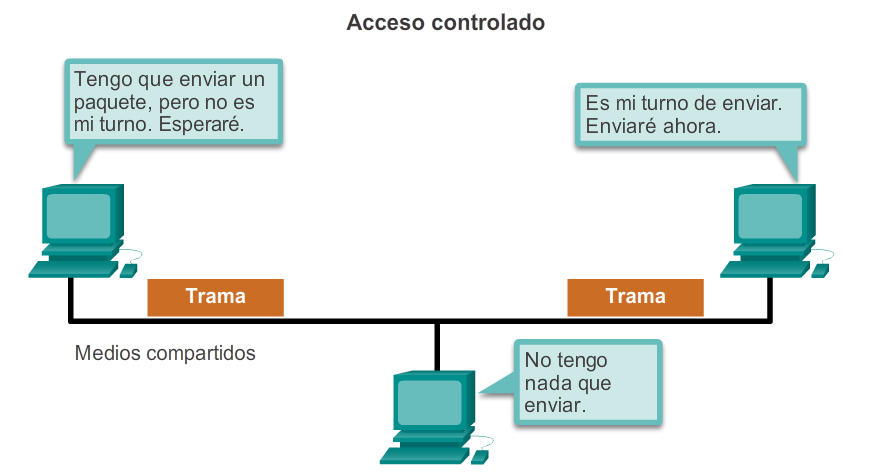 Acceso controlado
Tengo que enviar un
paquete, pero no es
mi turno. Esperaré.
Es mi turno de enviar.
Enviaré ahora.
Trama
Trama
Medios compartidos
No tengo
nada que
enviar.